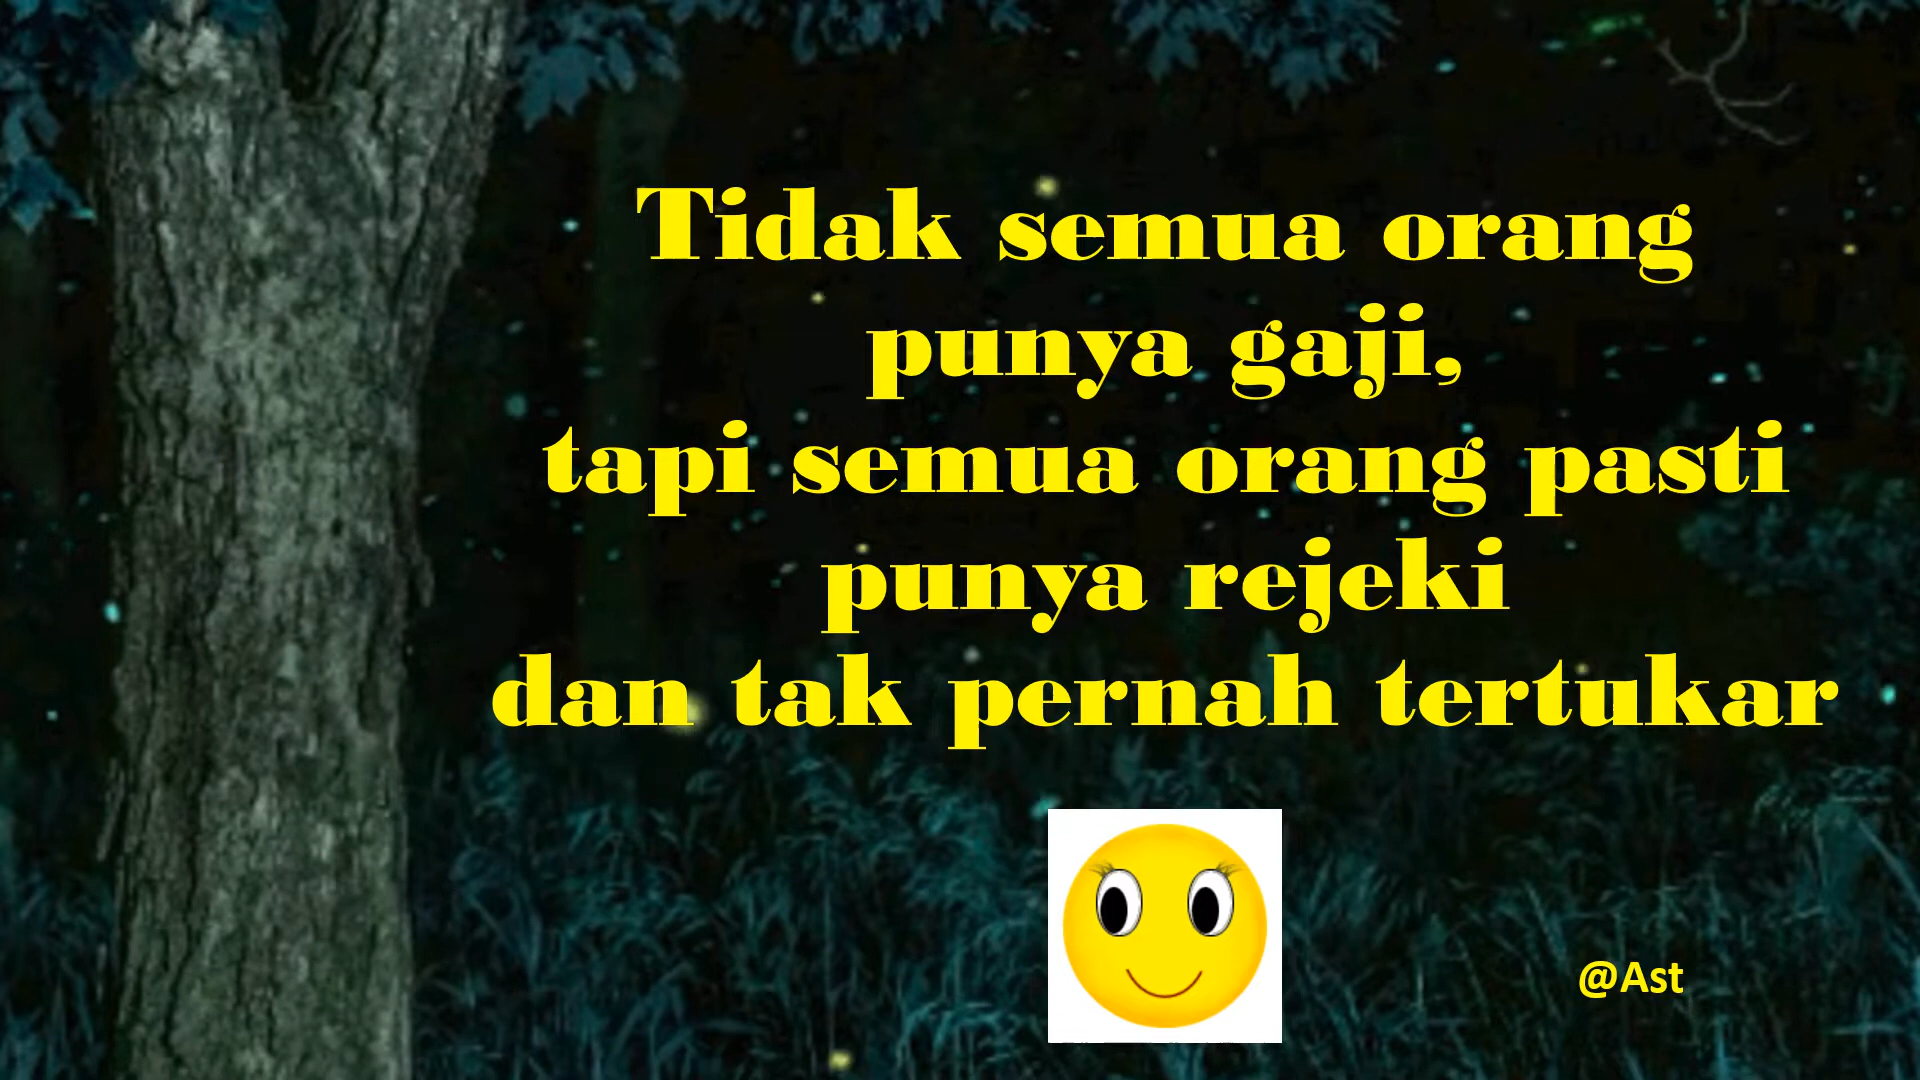 Tidak semua orang
punya gaji,
tapi semua orang pasti
punya rejeki
dan tak pernah tertukar
@Ast